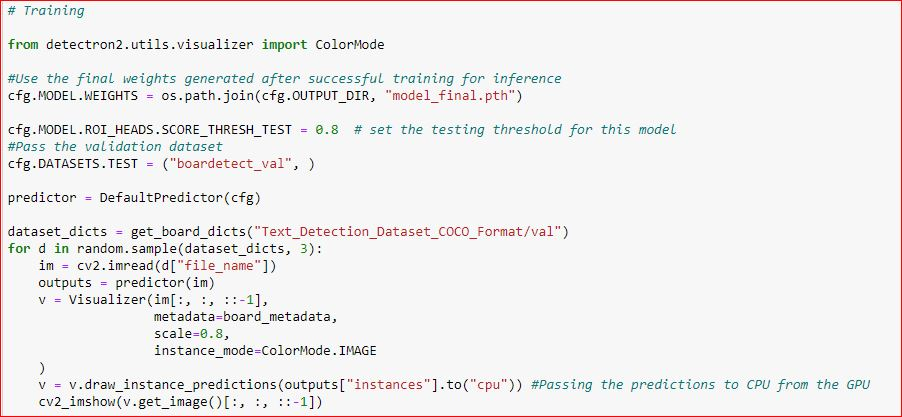 # Training
from detectron2.utils.visualizer import ColorMode
#Use the final weights generated after successful training for inference
cfg.MODEL.WEIGHTS = os.path.join(cfg.OUTPUT_DIR, "model_final.pth")
cfg.MODEL.ROI_HEADS.SCORE_THRESH_TEST = 0.8  # set the testing threshold for this model
#Pass the validation dataset
cfg.DATASETS.TEST = ("boardetect_val", )
predictor = DefaultPredictor(cfg)
dataset_dicts = get_board_dicts("Text_Detection_Dataset_COCO_Format/val")
for d in random.sample(dataset_dicts, 3):
    im = cv2.imread(d["file_name"])
    outputs = predictor(im)
    v = Visualizer(im[:, :, ::-1],
                   metadata=board_metadata,
                   scale=0.8,
                   instance_mode=ColorMode.IMAGE
    )
    v = v.draw_instance_predictions(outputs["instances"].to("cpu")) #Passing the predictions to CPU from the GPU
    cv2_imshow(v.get_image()[:, :, ::-1])